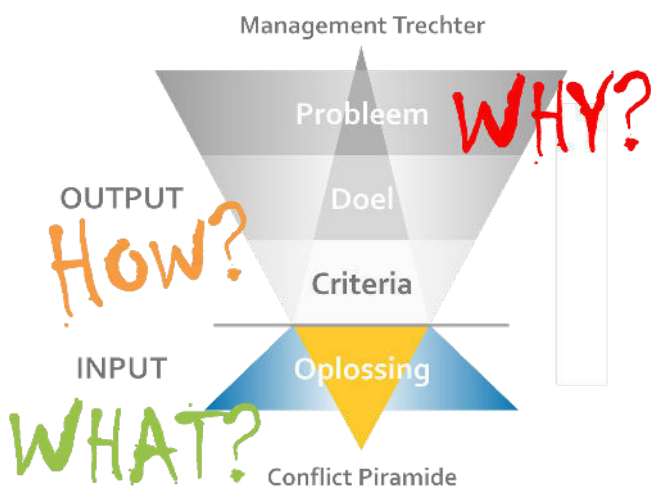 Management Trechter
Probleem
WHY?
OUTPUT
Doel
HOW?
Criteria
INPUT
Oplossing
WHAT?
Conflict Piramide